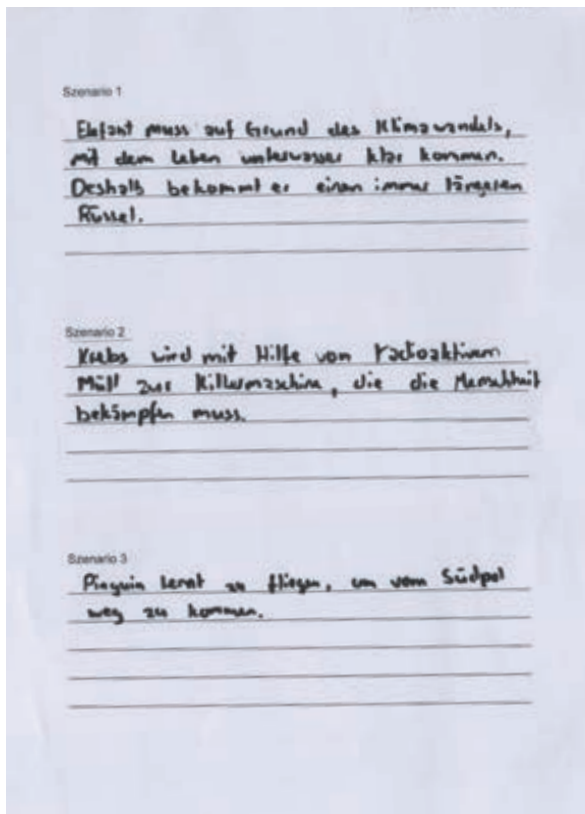 Szenario 1
Elefant muss auf Grund des Klimawandels,
mit dem Leben unterwasser klar kommen.
Deshalb bekommt er einen immer längeren
Rüssel.
Szenario 2
Krebs wird mit Hilfe von radioaktivem
Müll zur Killermaschine, die die Menschheit
bekämpfen muss.
Szenario 3
Pinguin lernt zu fliegen, um vom Südpol
weg zu kommen.